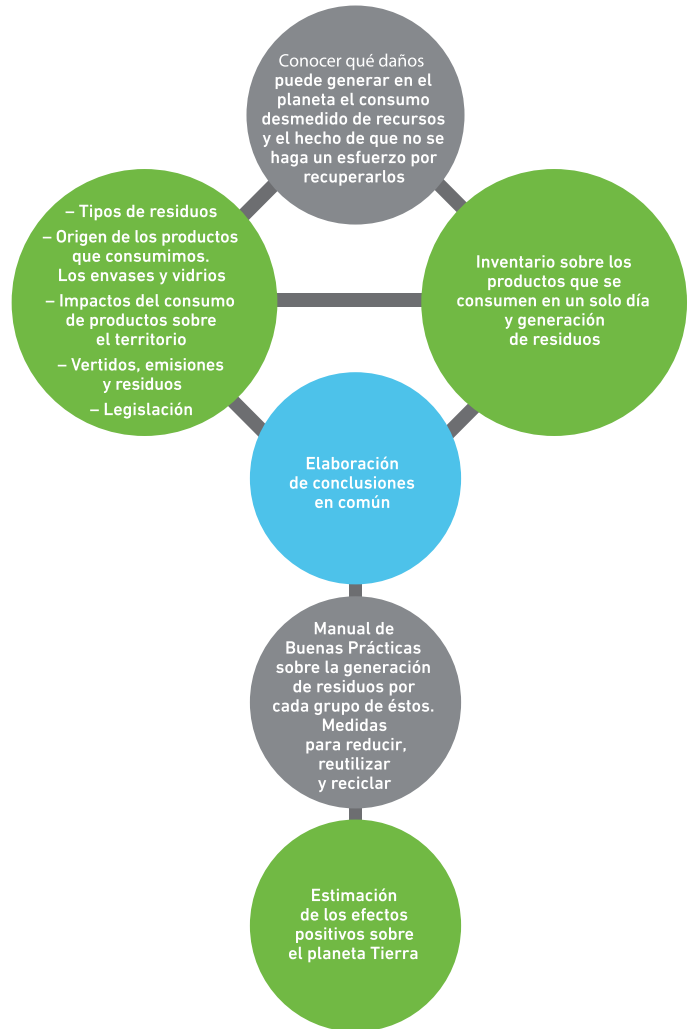 Conocer qué daños
puede generar en el
planeta el consumo
desmedido de recursos
y el hecho de que no se
haga un esfuerzo por
recuperarlos
– Tipos de residuos
– Origen de los productos
que consumimos.
Los envases y vidrios
– Impactos del consumo
de productos sobre
el territorio
– Vertidos, emisiones
y residuos
– Legislación
Inventario sobre los
productos que se
consumen en un solo día
y generación
de residuos
Elaboración
de conclusiones
en común
Manual de
Buenas Prácticas
sobre la generación
de residuos por
cada grupo de éstos.
Medidas
para reducir,
reutilizar
y reciclar
Estimación
de los efectos
positivos sobre
el planeta Tierra